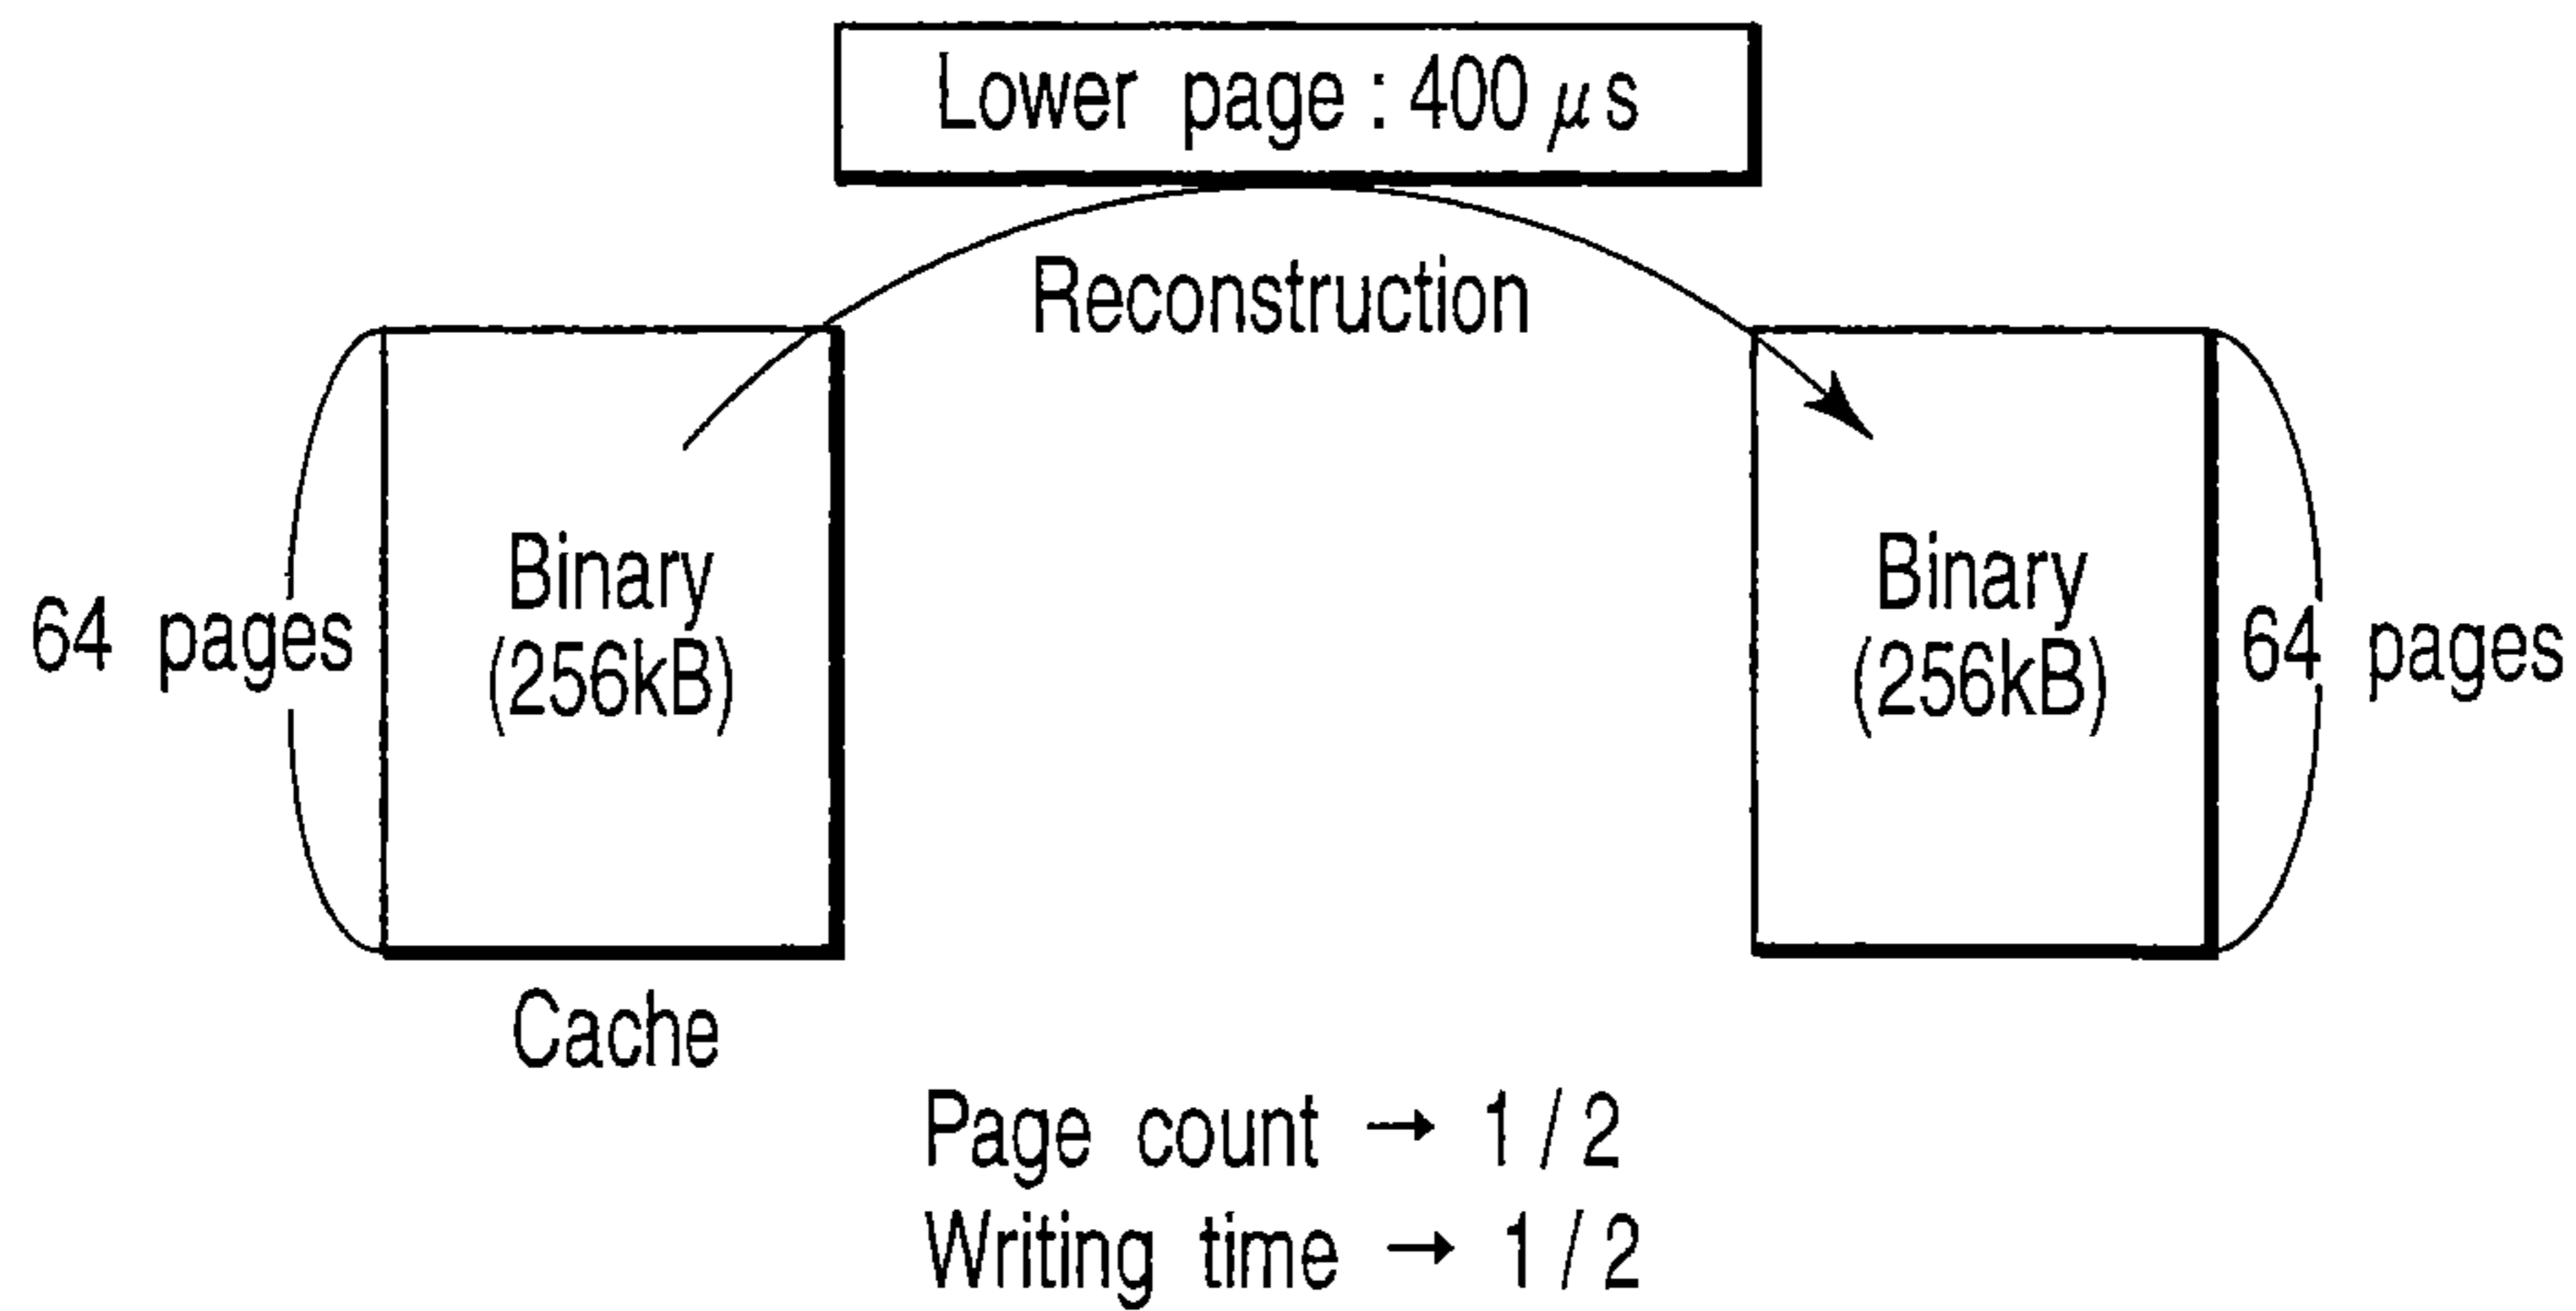 Lower page : 400 μs
Reconstruction
64 pages
Binary
(256kB)
Binary
(256kB)
64 pages
Cache
Page count → 1 / 2
Writing time → 1 / 2